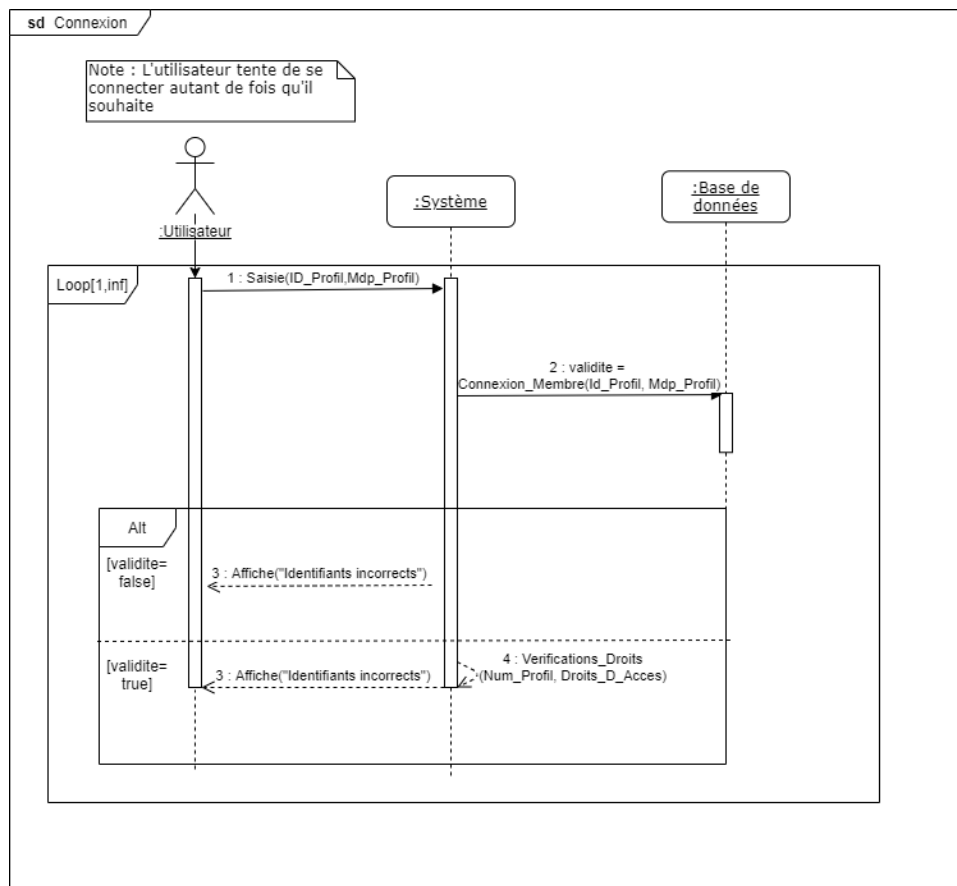 sd Connexion
Note : L'utilisateur tente de se
connecter autant de fois qu'il
souhaite
:Utilisateur
:Système
:Base de
données
Loop[1,inf]
1 : Saisie(ID_Profil,Mdp_Profil)
2 : validite =
Connexion_Membre(Id_Profil, Mdp_Profil)
Alt
[validite=
false]
3 : Affiche("Identifiants incorrects")
[validite=
true]
3 : Affiche("Identifiants incorrects")
4 : Verifications_Droits
(Num_Profil, Droits_D_Acces)